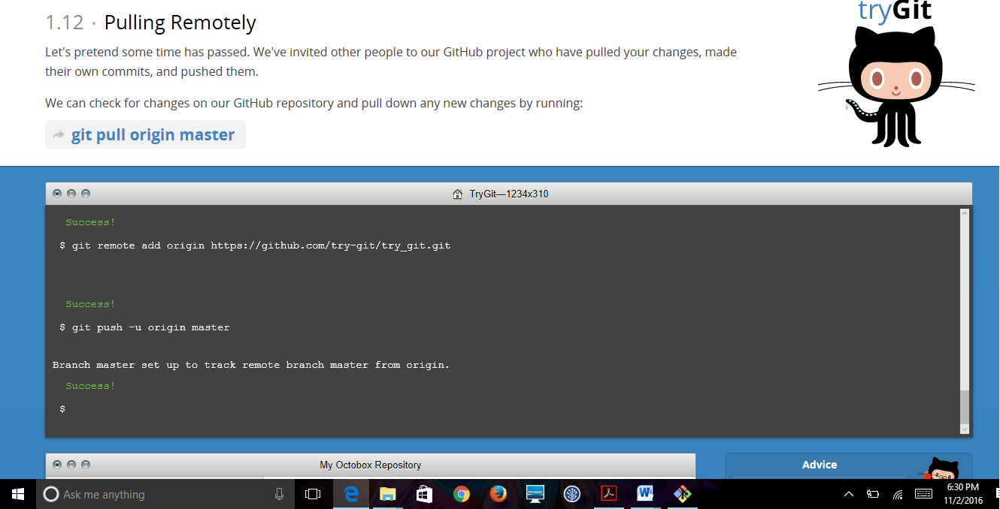 tryGit
1.12 · Pulling Remotely
Let's pretend some time has passed. We've invited other people to our GitHub project who have pulled your changes, made
their own commits, and pushed them.
We can check for changes on our GitHub repository and pull down any new changes by running:
git pull origin master
TryGit—1234x310
Success!
$ git remote add origin https://github.com/try-git/try_git.git
Success!
$ git push -u origin master
Branch master set up to track remote branch master from origin.
Success!
$
My Octobox Repository
Advice
Ask me anything
6:30 PM
11/2/2016